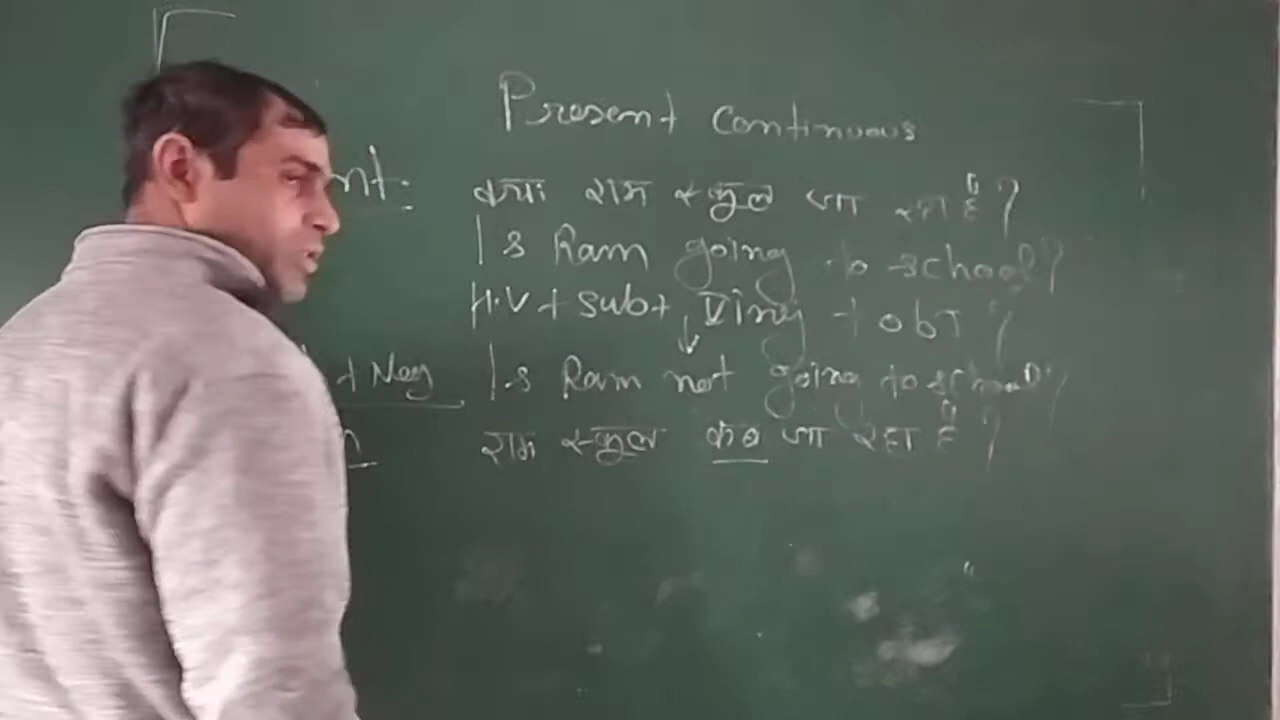 Present Continuous
nt: क्या राम स्कूल जा रहा है ?
Is Ram going to school ?
H.V + sub + Ving + obj ?
+ Neg Is Ram not going to school ?
राम स्कूल कब जा रहा है ?